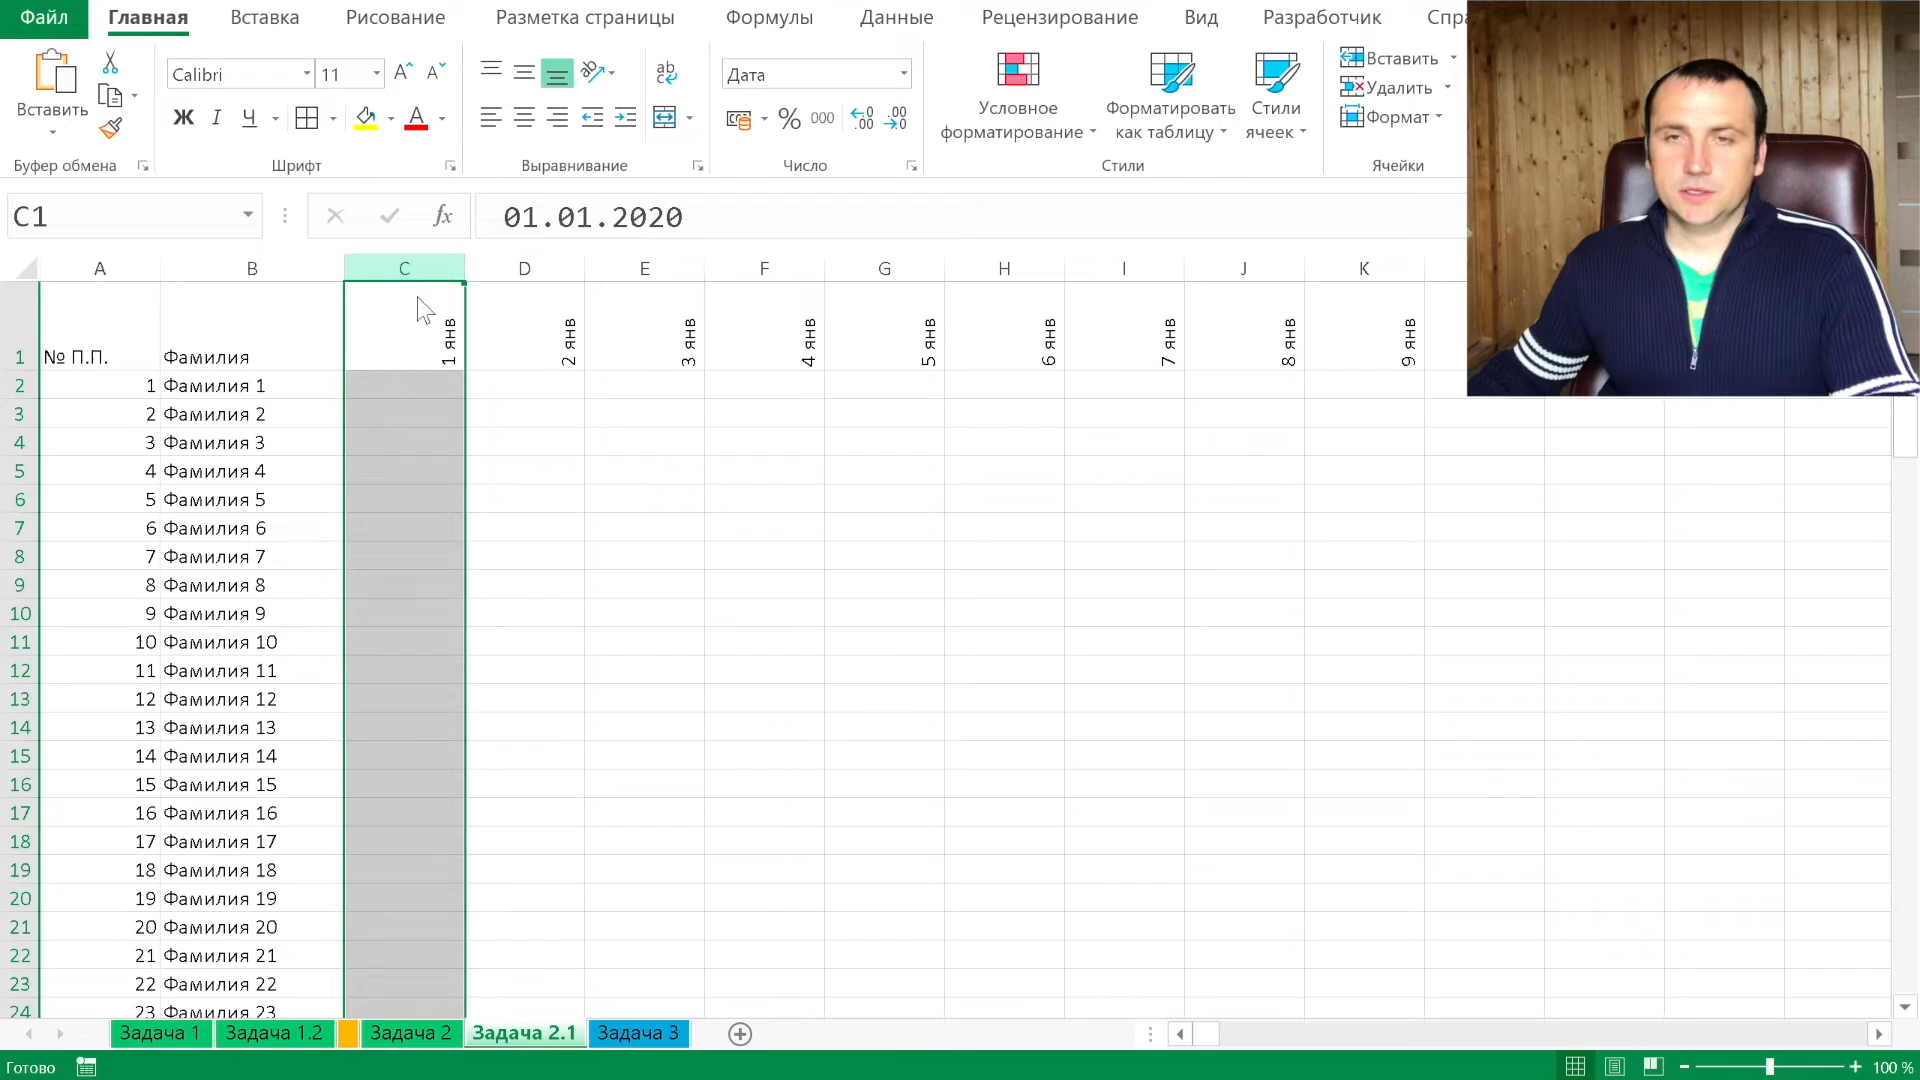 Файл Главная Вставка Рисование Разметка страницы Формулы Данные Рецензирование Вид Разработчик Спра
Вставить
Буфер обмена
Calibri 11
Ж К Ч
Шрифт
ab
Выравнивание
Дата
% 000
Число
Условное форматирование
Форматировать как таблицу
Стили ячеек
Стили
Вставить
Удалить
Формат
Ячейки
C1 fx 01.01.2020
A B C D E F G H I J K
1 № П.П. Фамилия 1 янв 2 янв 3 янв 4 янв 5 янв 6 янв 7 янв 8 янв 9 янв
2 1 Фамилия 1
3 2 Фамилия 2
4 3 Фамилия 3
5 4 Фамилия 4
6 5 Фамилия 5
7 6 Фамилия 6
8 7 Фамилия 7
9 8 Фамилия 8
10 9 Фамилия 9
11 10 Фамилия 10
12 11 Фамилия 11
13 12 Фамилия 12
14 13 Фамилия 13
15 14 Фамилия 14
16 15 Фамилия 15
17 16 Фамилия 16
18 17 Фамилия 17
19 18 Фамилия 18
20 19 Фамилия 19
21 20 Фамилия 20
22 21 Фамилия 21
23 22 Фамилия 22
24 23 Фамилия 23
Задача 1 Задача 1.2 Задача 2 Задача 2.1 Задача 3
Готово 100 %